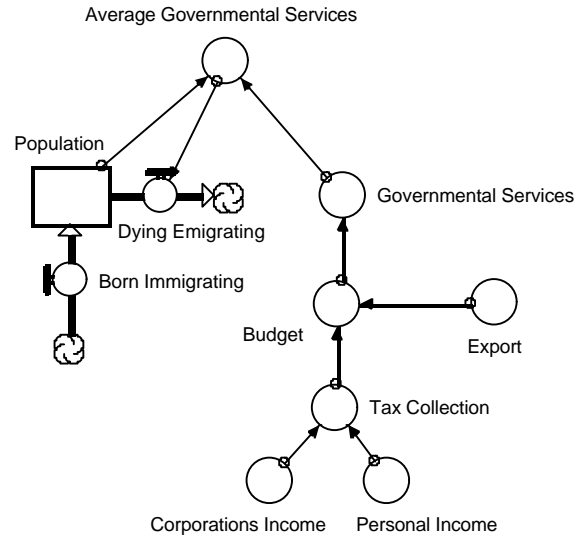 Average Governmental Services
Population
Governmental Services
Dying Emigrating
Born Immigrating
Budget
Export
Tax Collection
Corporations Income
Personal Income